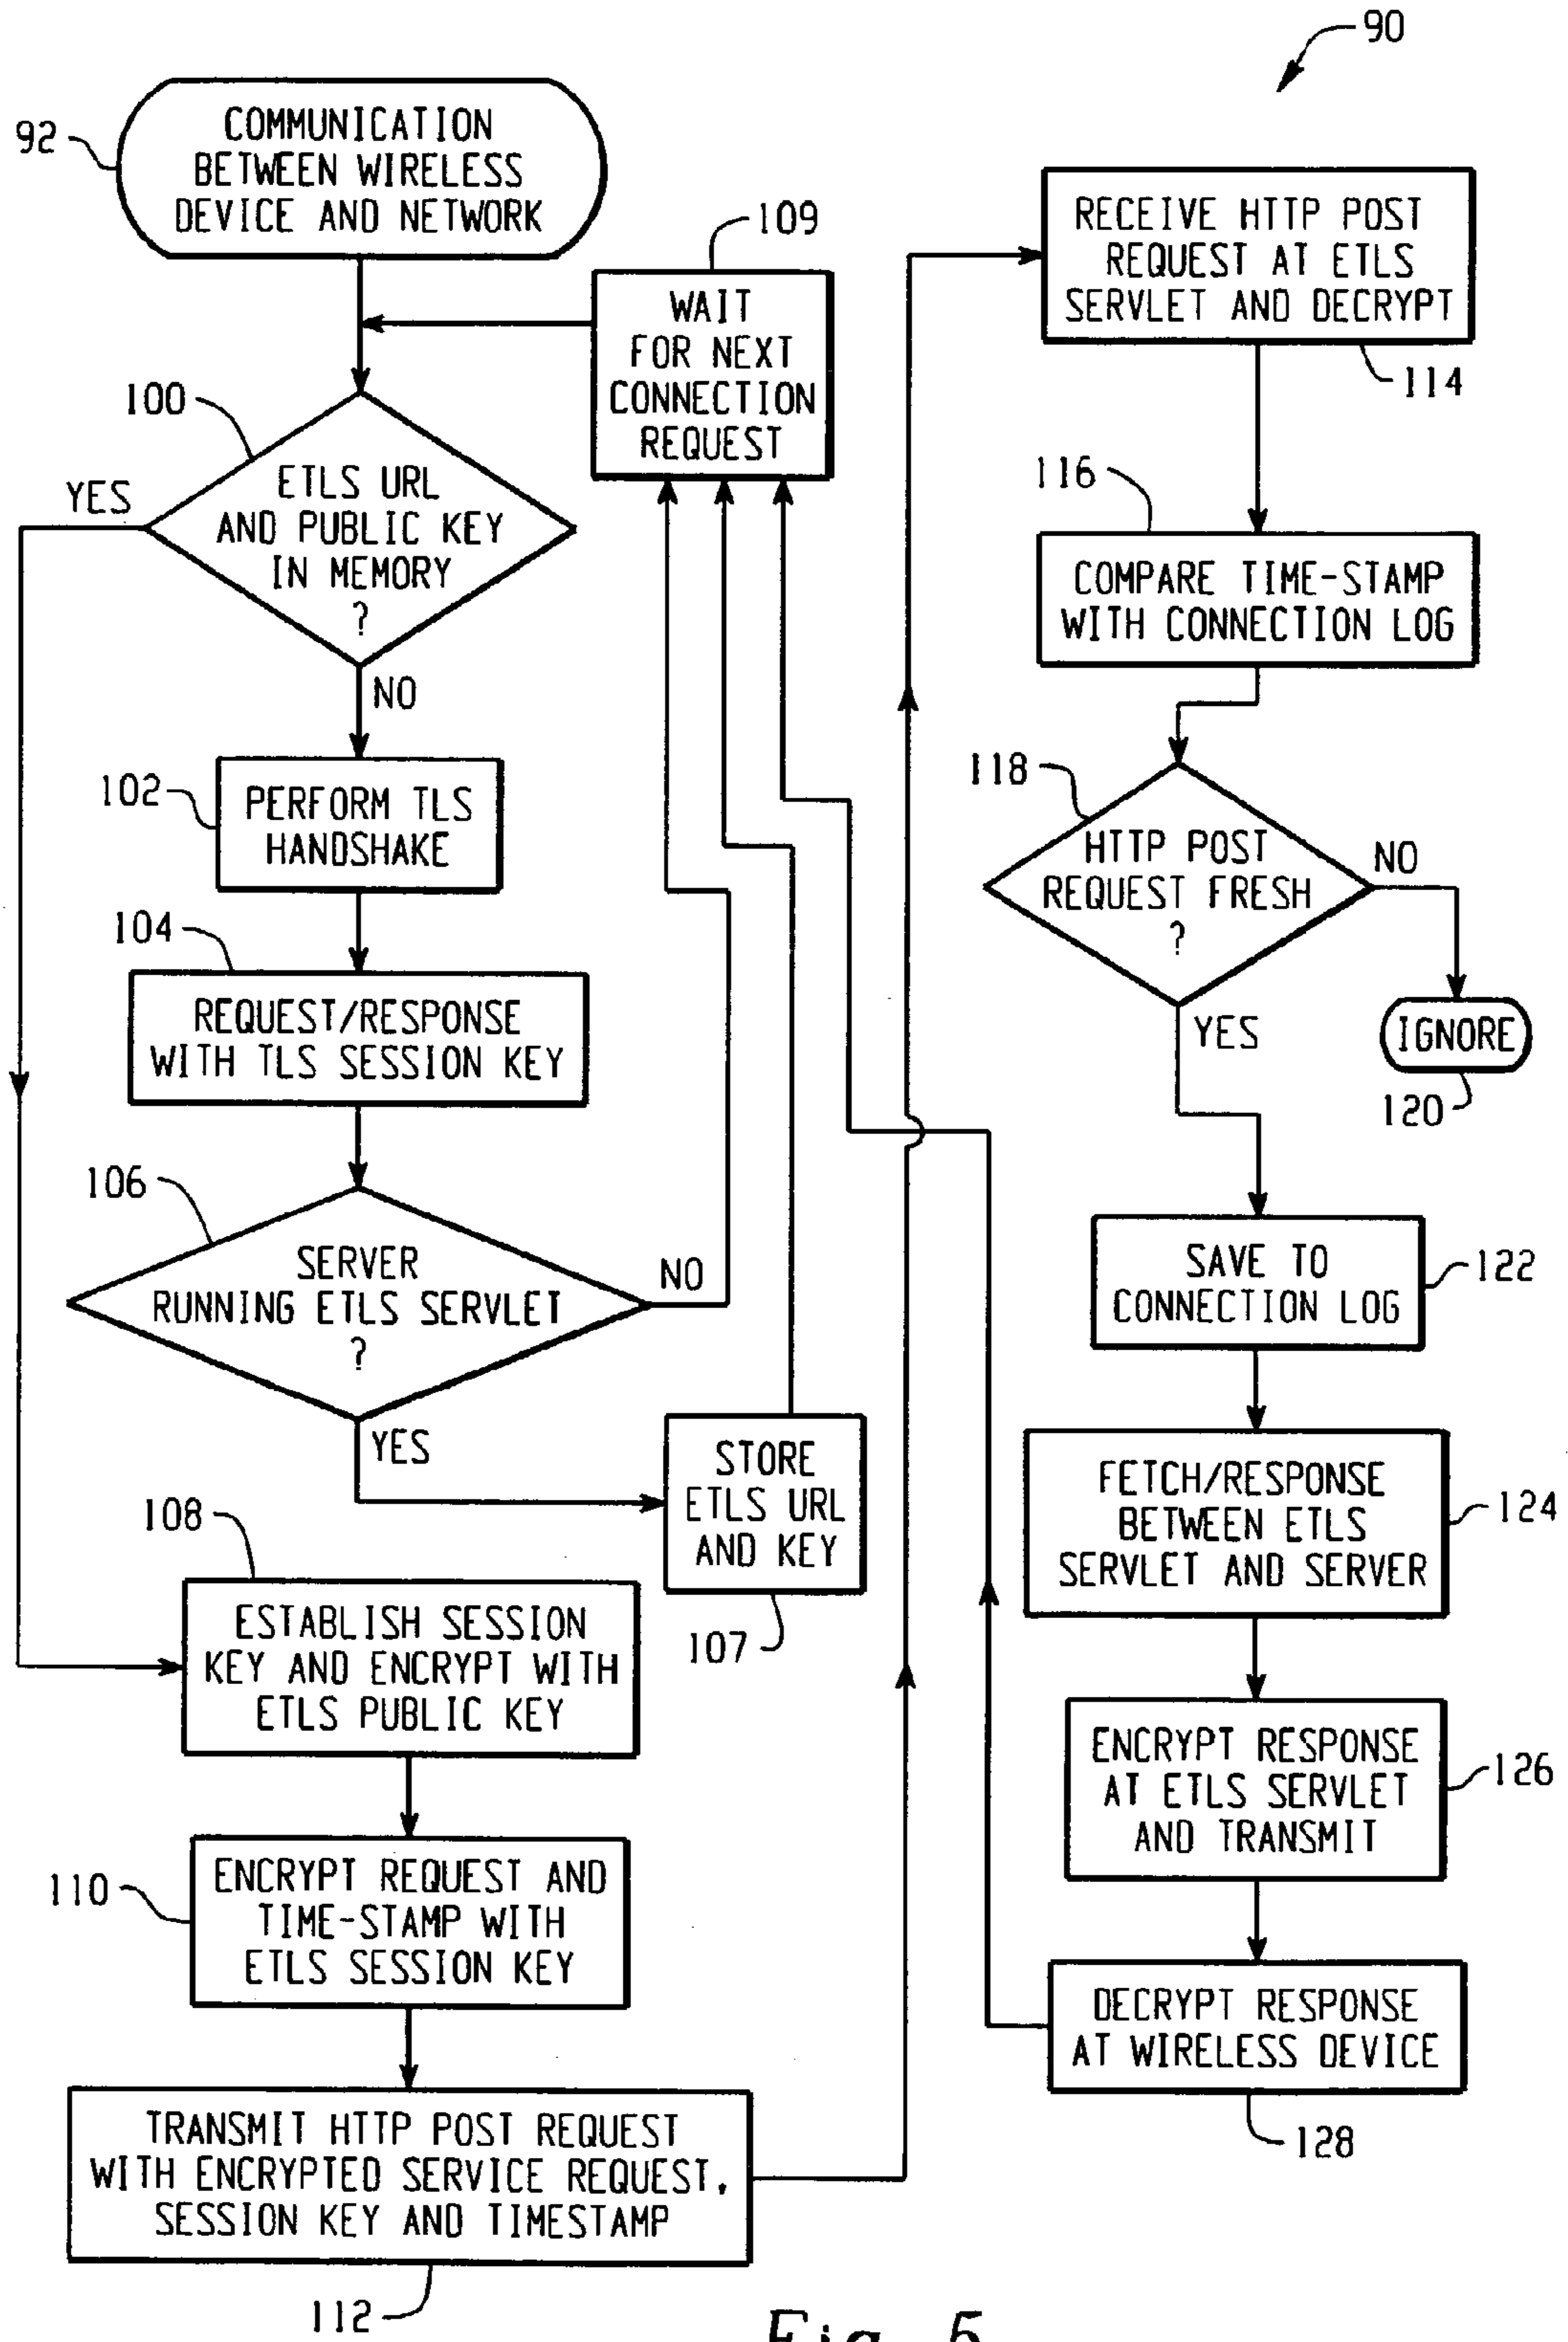 90
92
COMMUNICATION
BETWEEN WIRELESS
DEVICE AND NETWORK
109
WAIT
FOR NEXT
CONNECTION
REQUEST
100
YES
ETLS URL
AND PUBLIC KEY
IN MEMORY
?
NO
102
PERFORM TLS
HANDSHAKE
104
REQUEST/RESPONSE
WITH TLS SESSION KEY
106
SERVER
RUNNING ETLS SERVLET
?
NO
YES
STORE
ETLS URL
AND KEY
107
108
ESTABLISH SESSION
KEY AND ENCRYPT WITH
ETLS PUBLIC KEY
110
ENCRYPT REQUEST AND
TIME-STAMP WITH
ETLS SESSION KEY
TRANSMIT HTTP POST REQUEST
WITH ENCRYPTED SERVICE REQUEST,
SESSION KEY AND TIMESTAMP
112
RECEIVE HTTP POST
REQUEST AT ETLS
SERVLET AND DECRYPT
114
116
COMPARE TIME-STAMP
WITH CONNECTION LOG
118
HTTP POST
REQUEST FRESH
?
NO
IGNORE
120
YES
SAVE TO
CONNECTION LOG
122
FETCH/RESPONSE
BETWEEN ETLS
SERVLET AND SERVER
124
ENCRYPT RESPONSE
AT ETLS SERVLET
AND TRANSMIT
126
DECRYPT RESPONSE
AT WIRELESS DEVICE
128
Fig. 5